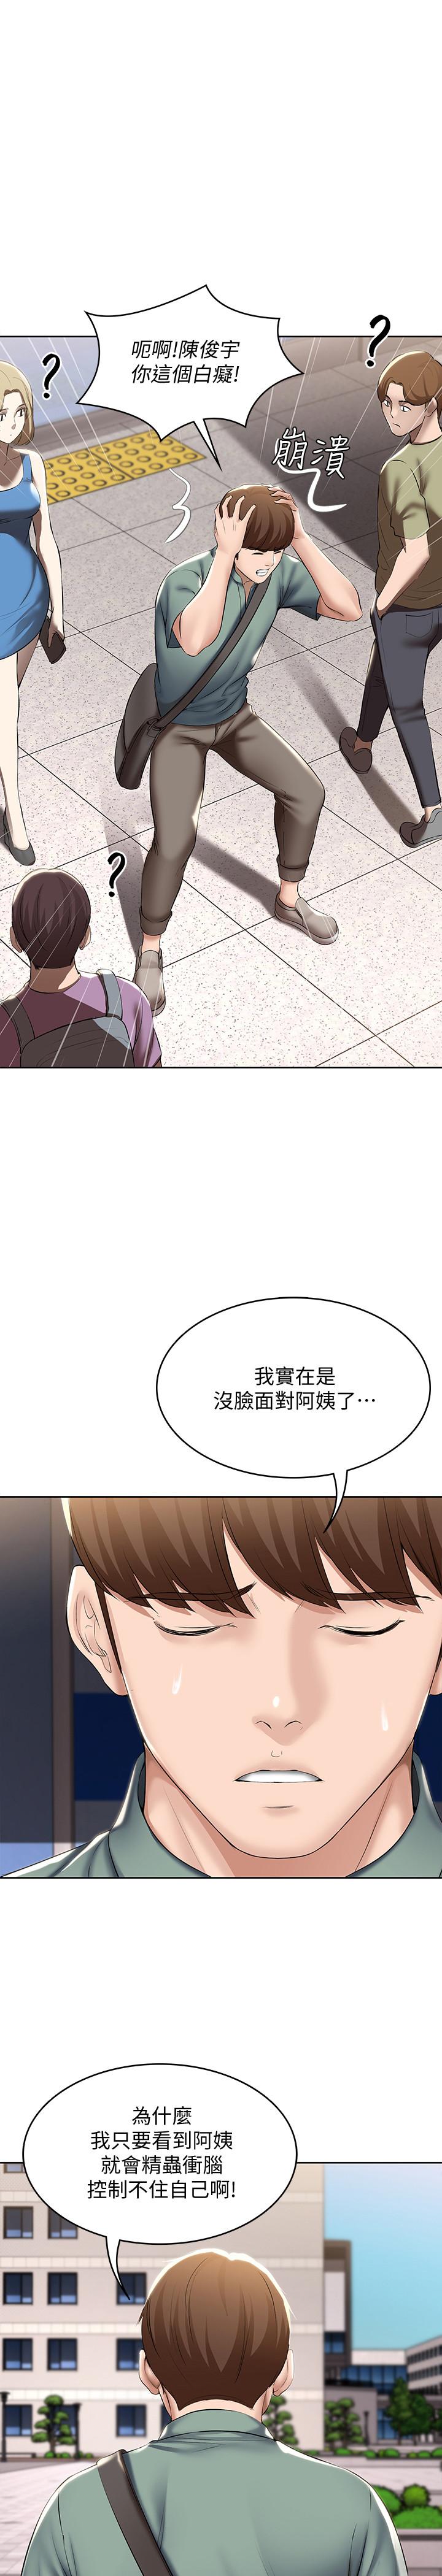 呃啊!陳俊宇
你這個白癡!
?
?
崩潰
?
我實在是
沒臉面對阿姨了⋯
為什麼
我只要看到阿姨
就會精蟲衝腦
控制不住自己啊!